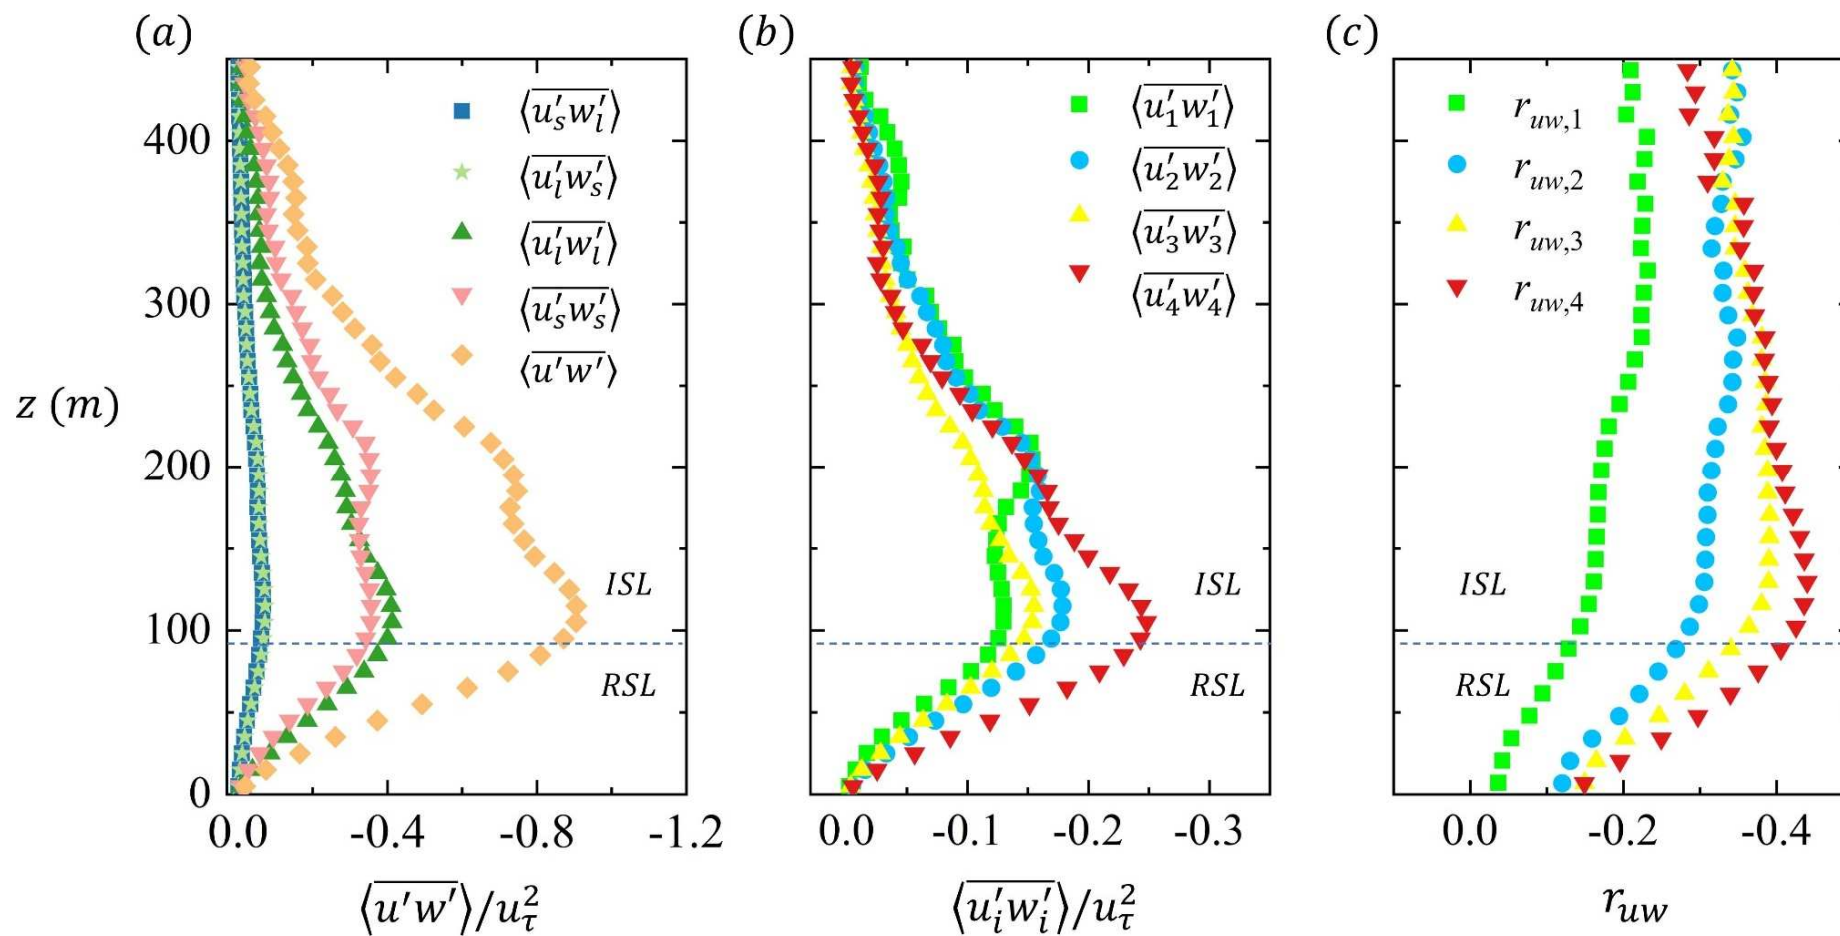 (a)
⟨u′_s w′_l⟩
⟨u′_l w′_s⟩
⟨u′_l w′_l⟩
⟨u′_s w′_s⟩
⟨u′w′⟩
400
300
200
100
0
z (m)
ISL
RSL
0.0 -0.4 -0.8 -1.2
⟨u′w′⟩/u_τ^2
(b)
⟨u′_1 w′_1⟩
⟨u′_2 w′_2⟩
⟨u′_3 w′_3⟩
⟨u′_4 w′_4⟩
ISL
RSL
0.0 -0.1 -0.2 -0.3
⟨u′_i w′_i⟩/u_τ^2
(c)
r_uw,1
r_uw,2
r_uw,3
r_uw,4
ISL
RSL
0.0 -0.2 -0.4
r_uw